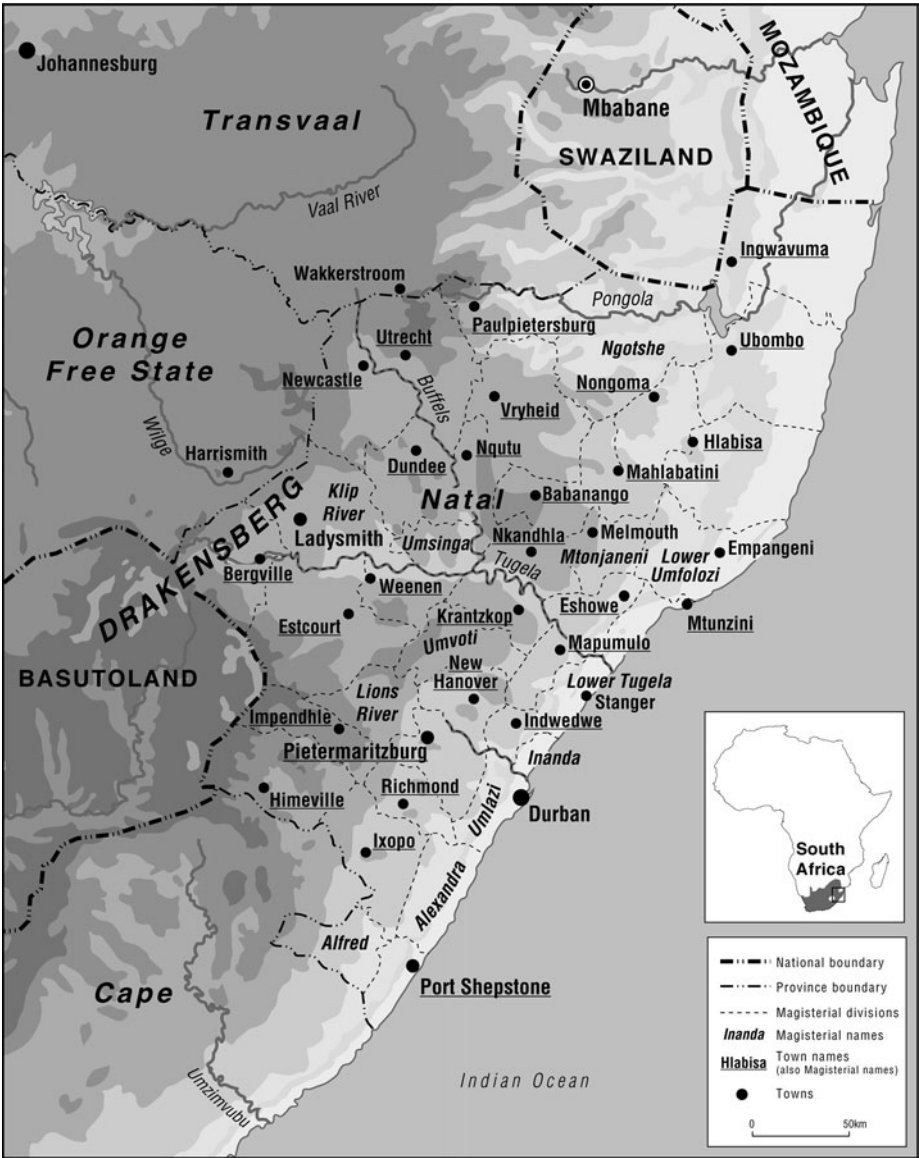 Johannesburg
MOZAMBIQUE
Mbabane
Transvaal
SWAZILAND
Vaal River
Ingwavuma
Wakkerstroom
Pongola
Paulpietersburg
Orange
Free State
Utrecht
Ngotshe
Ubombo
Newcastle
Nongoma
Buffels
Vryheid
Wilge
Harrismith
Hlabisa
Nqutu
Dundee
Mahlabatini
Natal
Babanango
Klip
River
DRAKENSBERG
Ladysmith
Umsinga
Nkandhla
Melmouth
Mtonjaneni
Lower
Umfolozi
Empangeni
Tugela
Bergville
Weenen
Eshowe
Mtunzini
Estcourt
Krantzkop
Umvoti
Mapumulo
BASUTOLAND
New
Hanover
Lower Tugela
Stanger
Lions
River
Impendhle
Indwedwe
Pietermaritzburg
Inanda
Himeville
Richmond
Umlazi
Durban
Ixopo
Alexandra
Alfred
Cape
Port Shepstone
Umzimvubu
Indian Ocean
South
Africa
National boundary
Province boundary
Magisterial divisions
Inanda Magisterial names
Hlabisa Town names
(also Magisterial names)
Towns
0 50km